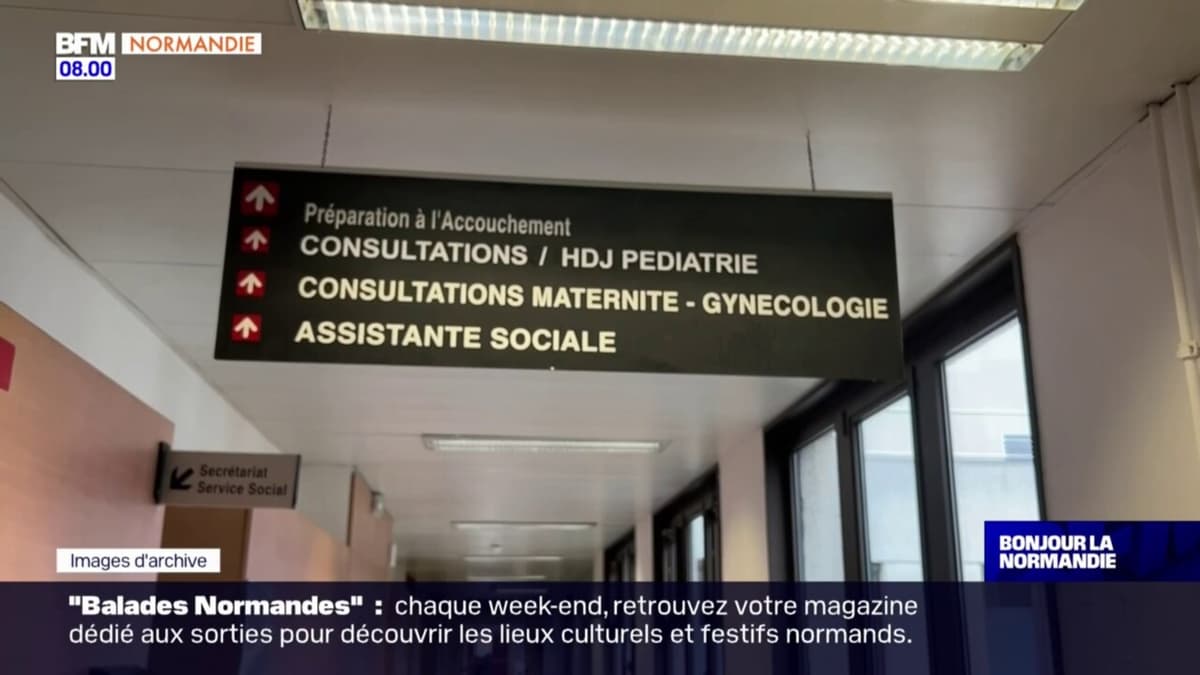 BFM NORMANDIE
08.00
Préparation à l'Accouchement
CONSULTATIONS / HDJ PEDIATRIE
CONSULTATIONS MATERNITE - GYNECOLOGIE
ASSISTANTE SOCIALE
Secrétariat
Service Social
Images d'archive
BONJOUR LA
NORMANDIE
"Balades Normandes" : chaque week-end, retrouvez votre magazine
dédié aux sorties pour découvrir les lieux culturels et festifs normands.